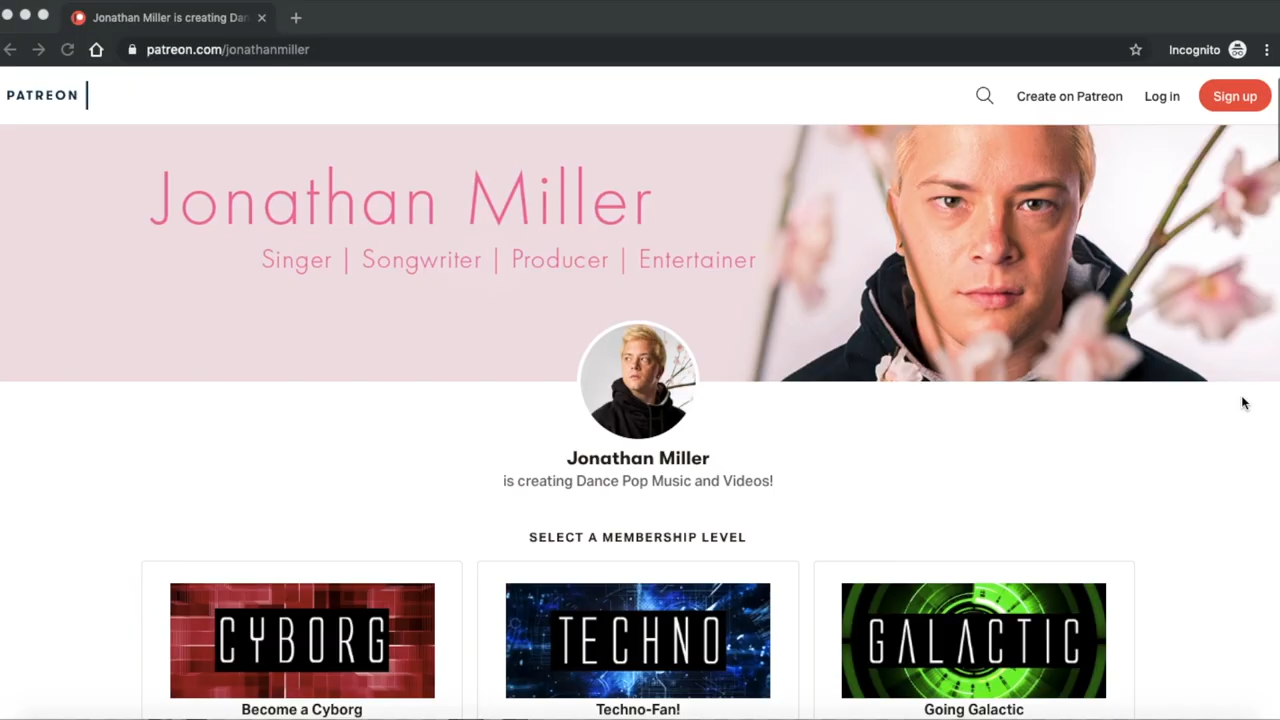 Jonathan Miller is creating Dan
patreon.com/jonathanmiller
Incognito
PATREON
Create on Patreon
Log in
Sign up
Jonathan Miller
Singer | Songwriter | Producer | Entertainer
Jonathan Miller
is creating Dance Pop Music and Videos!
SELECT A MEMBERSHIP LEVEL
CYBORG
TECHNO
GALACTIC
Become a Cyborg
Techno-Fan!
Going Galactic